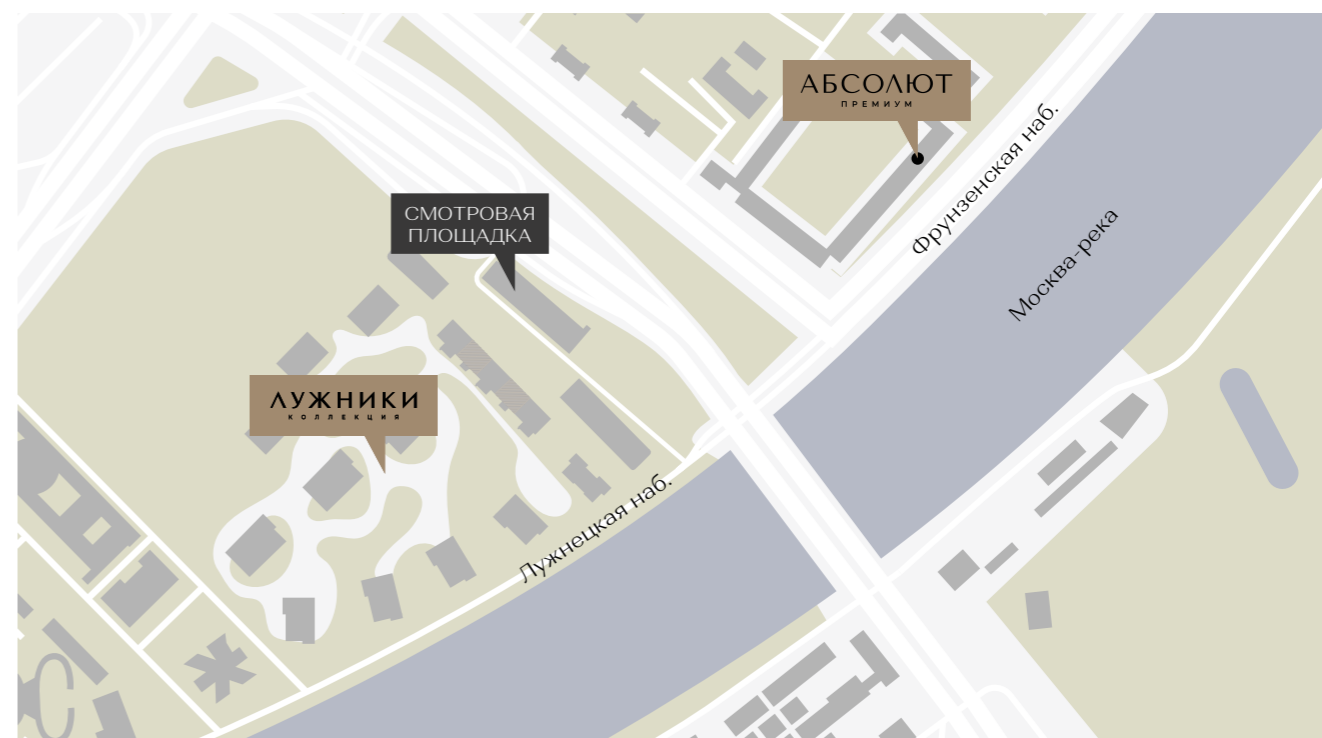 АБСОЛЮТ
ПРЕМИУМ
Фрунзенская наб.
СМОТРОВАЯ
ПЛОЩАДКА
Москва-река
ЛУЖНИКИ
КОЛЛЕКЦИЯ
Лужнецкая наб.